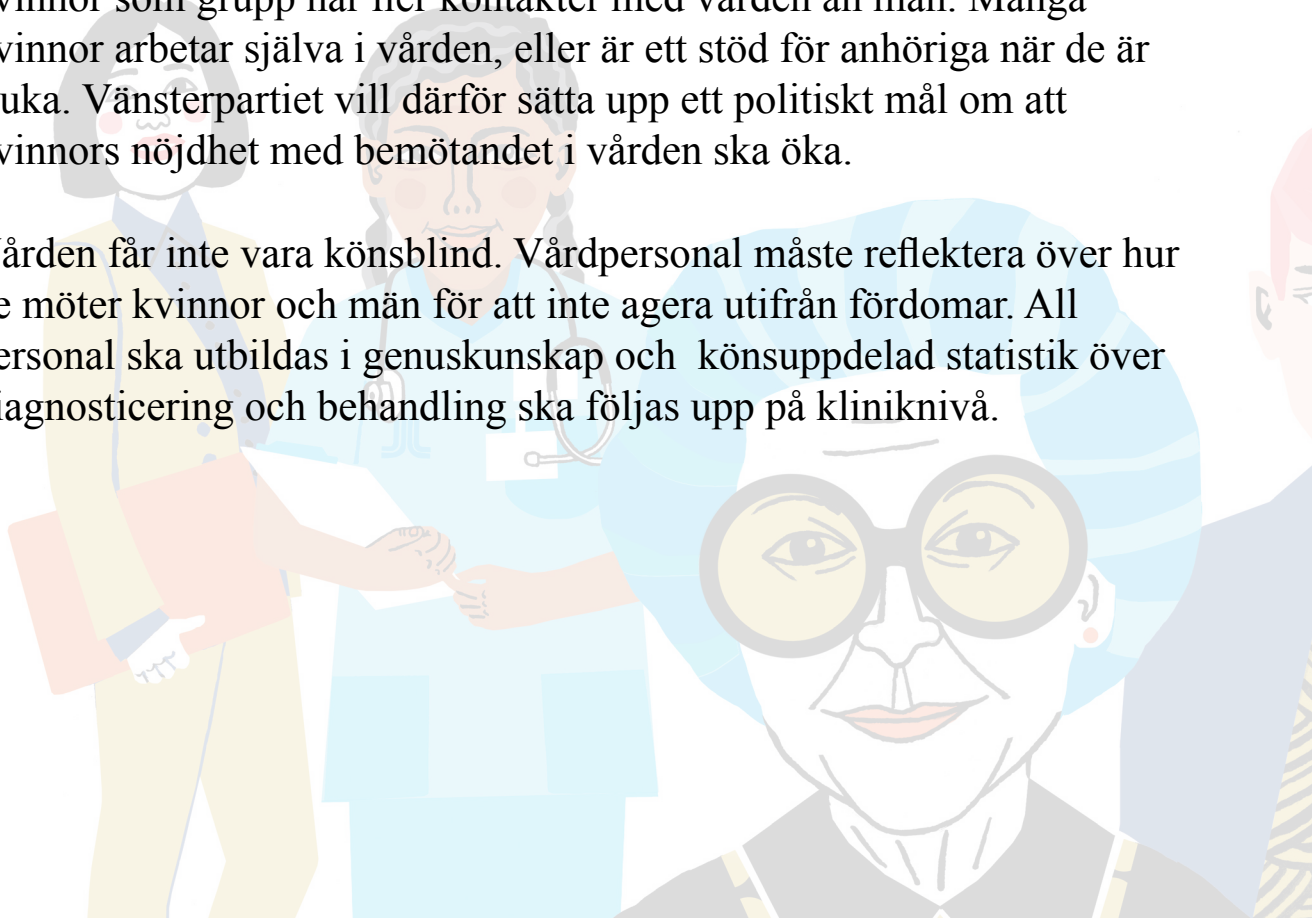 vinnor som grupp har fler kontakter med vården än män. Många
vinnor arbetar själva i vården, eller är ett stöd för anhöriga när de är
uka. Vänsterpartiet vill därför sätta upp ett politiskt mål om att
vinnors nöjdhet med bemötandet i vården ska öka.
ården får inte vara könsblind. Vårdpersonal måste reflektera över hur
e möter kvinnor och män för att inte agera utifrån fördomar. All
ersonal ska utbildas i genuskunskap och  könsuppdelad statistik över
iagnosticering och behandling ska följas upp på kliniknivå.